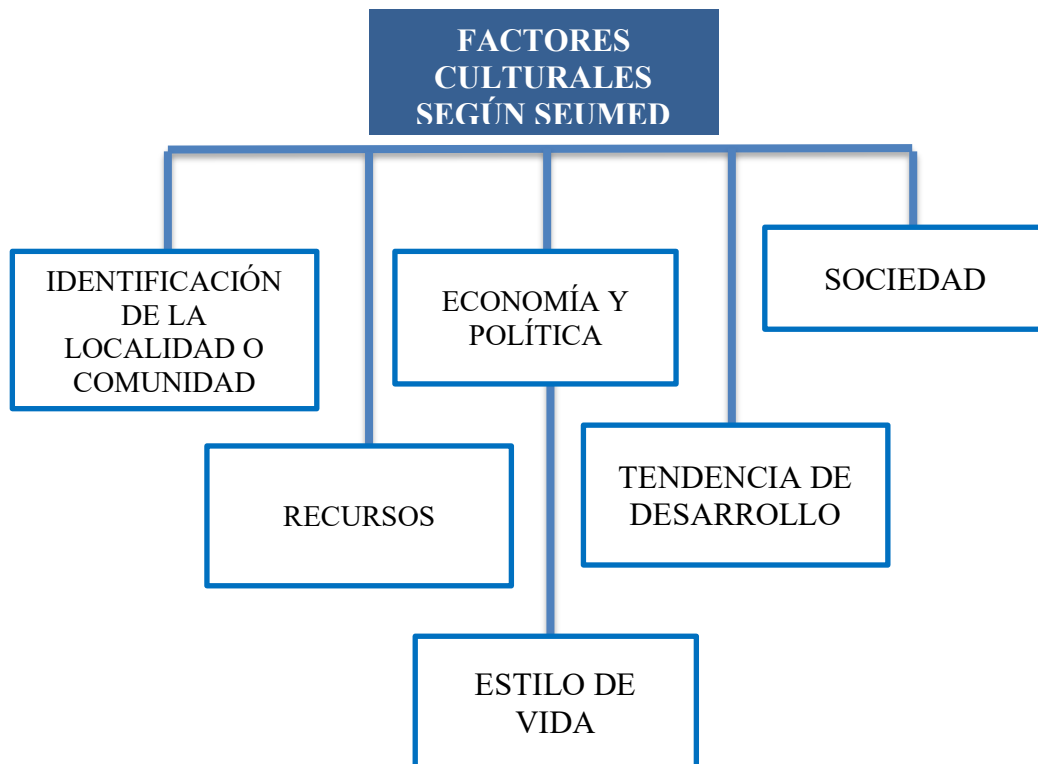 FACTORES
CULTURALES
SEGÚN SEUMED
IDENTIFICACIÓN
DE LA
LOCALIDAD O
COMUNIDAD
ECONOMÍA Y
POLÍTICA
SOCIEDAD
RECURSOS
TENDENCIA DE
DESARROLLO
ESTILO DE
VIDA